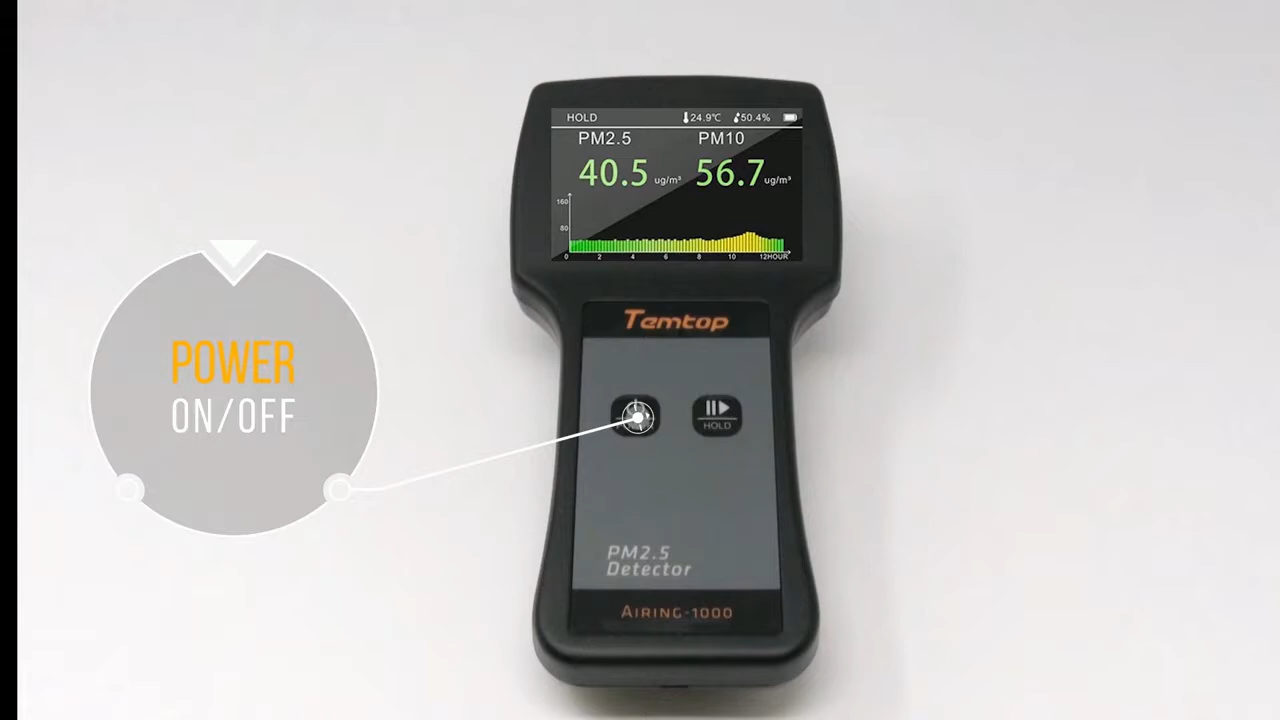 POWER
ON/OFF
HOLD 24.9℃ 50.4%
PM2.5 PM10
40.5 ug/m³ 56.7 ug/m³
160
80
0 2 4 6 8 10 12HOUR
Temtop
HOLD
PM2.5
Detector
AIRING-1000